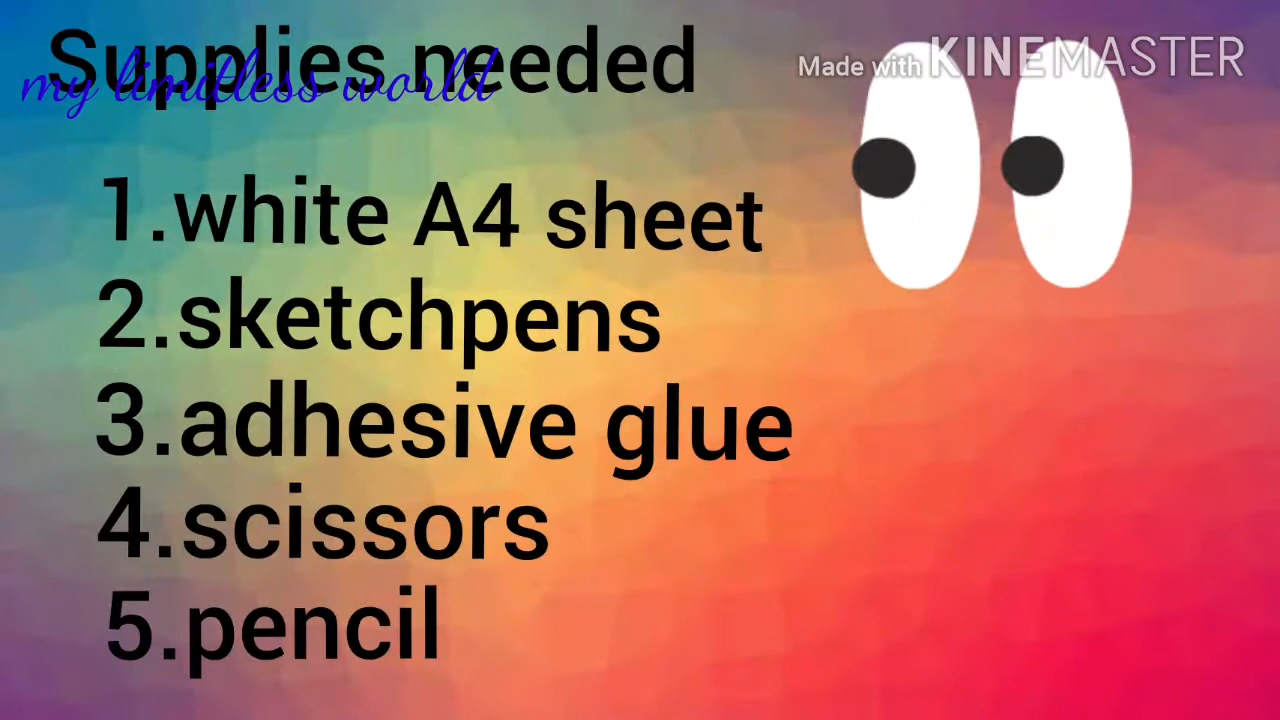 Supplies needed
my limitless world
Made with KINEMASTER
1.white A4 sheet
2.sketchpens
3.adhesive glue
4.scissors
5.pencil